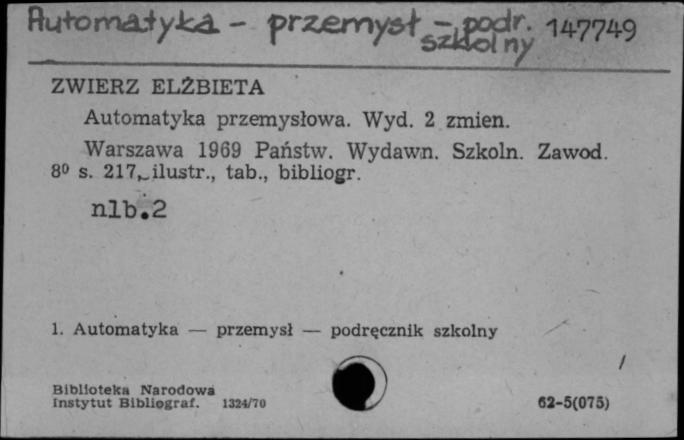 Automatyka - przemysł - podr. szkolny 147749
ZWIERZ ELŻBIETA
Automatyka przemysłowa. Wyd. 2 zmien.
Warszawa 1969 Państw. Wydawn. Szkoln. Zawod.
8⁰ s. 217, ilustr., tab., bibliogr.
nlb.2
1. Automatyka — przemysł — podręcznik szkolny
/
Biblioteka Narodowa
Instytut Bibliograf. 1324/70
62-5(075)